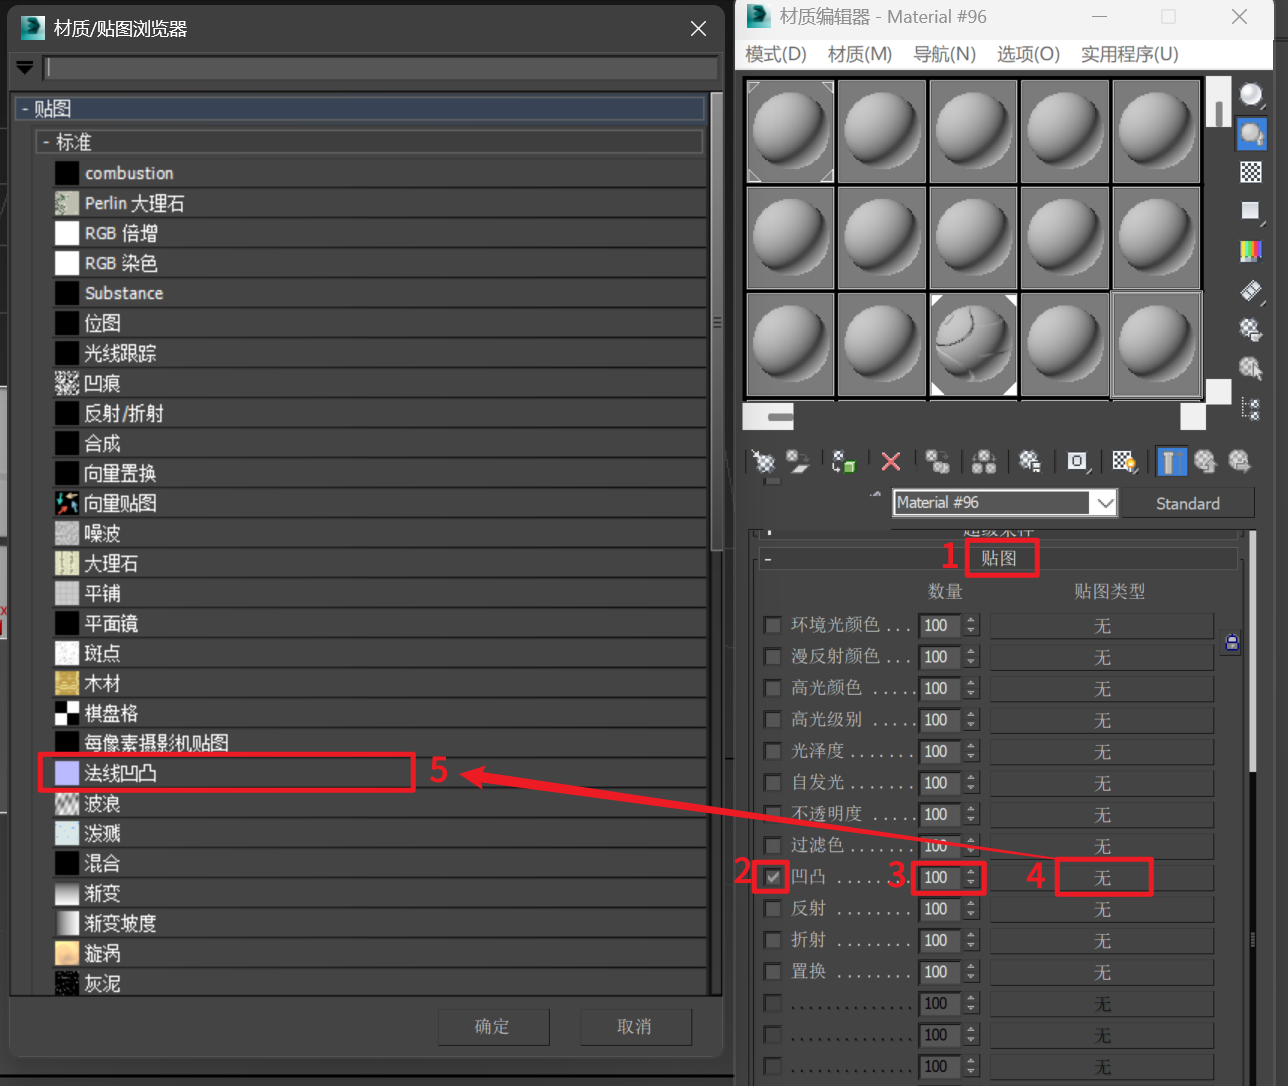 材质/贴图浏览器
- 贴图
- 标准
combustion
Perlin 大理石
RGB 倍增
RGB 染色
Substance
位图
光线跟踪
凹痕
反射/折射
合成
向量置换
向量贴图
噪波
大理石
平铺
平面镜
斑点
木材
棋盘格
每像素摄影机贴图
法线凹凸
5
波浪
泼溅
混合
渐变
渐变坡度
漩涡
灰泥
确定
取消
材质编辑器 - Material #96
模式(D) 材质(M) 导航(N) 选项(O) 实用程序(U)
Material #96
Standard
超级采样
1
- 贴图
数量 贴图类型
环境光颜色 . . . 100 无
漫反射颜色 . . . 100 无
高光颜色 . . . . . 100 无
高光级别 . . . . . 100 无
光泽度 . . . . . . . 100 无
自发光 . . . . . . . 100 无
不透明度 . . . . . 100 无
过滤色 . . . . . . . 100 无
2 凹凸 . . . . . . . . 3 100 4 无
反射 . . . . . . . . 100 无
折射 . . . . . . . . 100 无
置换 . . . . . . . . 100 无
. . . . . . . . . . . . . 100 无
. . . . . . . . . . . . . 100 无
. . . . . . . . . . . . . 100 无
x